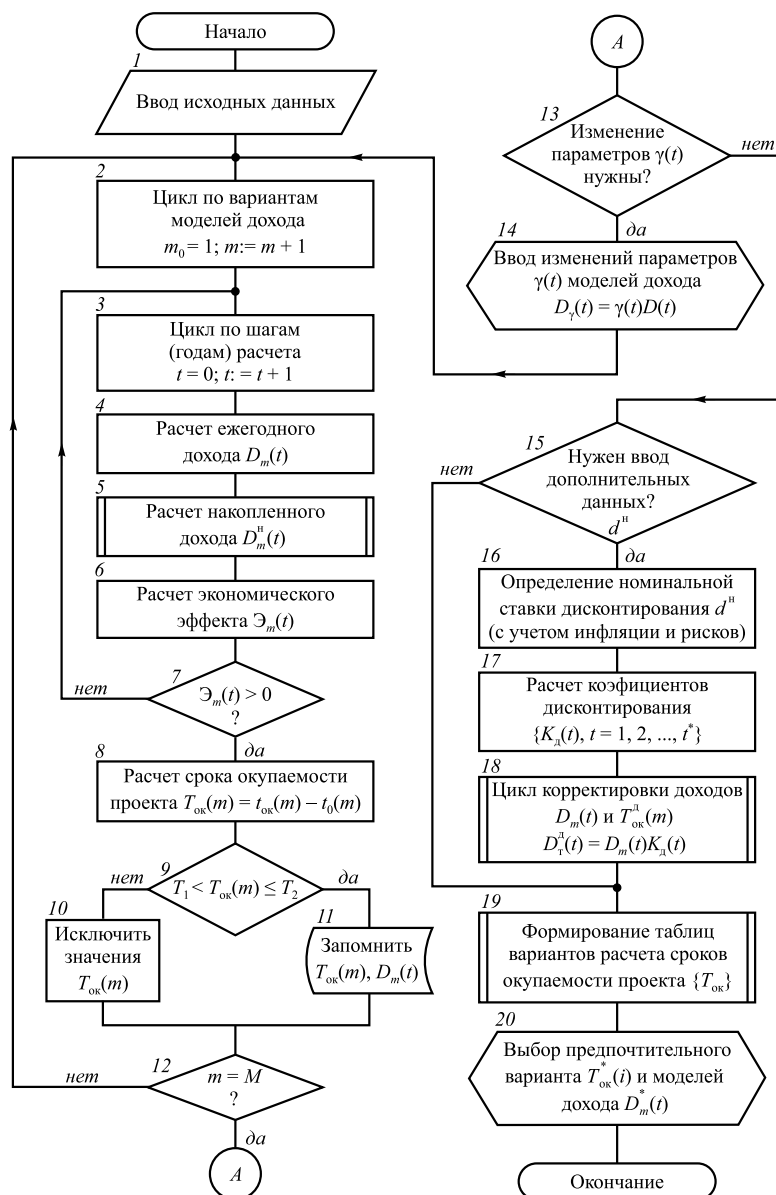 Начало
1
Ввод исходных данных
2
Цикл по вариантам
моделей дохода
m₀ = 1; m:= m + 1
3
Цикл по шагам
(годам) расчета
t = 0; t: = t + 1
4
Расчет ежегодного
дохода Dₘ(t)
5
Расчет накопленного
дохода Dₘᴴ(t)
6
Расчет экономического
эффекта Эₘ(t)
7
нет
Эₘ(t) > 0
?
да
8
Расчет срока окупаемости
проекта Tок(m) = tок(m) – t₀(m)
9
нет
T₁ < Tок(m) ≤ T₂
да
10
Исключить
значения
Tок(m)
11
Запомнить
Tок(m), Dₘ(t)
12
нет
m = M
?
да
A
A
13
Изменение
параметров γ(t)
нужны?
нет
да
14
Ввод изменений параметров
γ(t) моделей дохода
Dᵧ(t) = γ(t)D(t)
15
нет
Нужен ввод
дополнительных
данных?
dᴴ
да
16
Определение номинальной
ставки дисконтирования dᴴ
(с учетом инфляции и рисков)
17
Расчет коэфициентов
дисконтирования
{Kд(t), t = 1, 2, ..., t*}
18
Цикл корректировки доходов
Dₘ(t) и Tдок(m)
Dдт(t) = Dₘ(t)Kд(t)
19
Формирование таблиц
вариантов расчета сроков
окупаемости проекта {Tок}
20
Выбор предпочтительного
варианта T*ок(i) и моделей
дохода D*ₘ(t)
Окончание